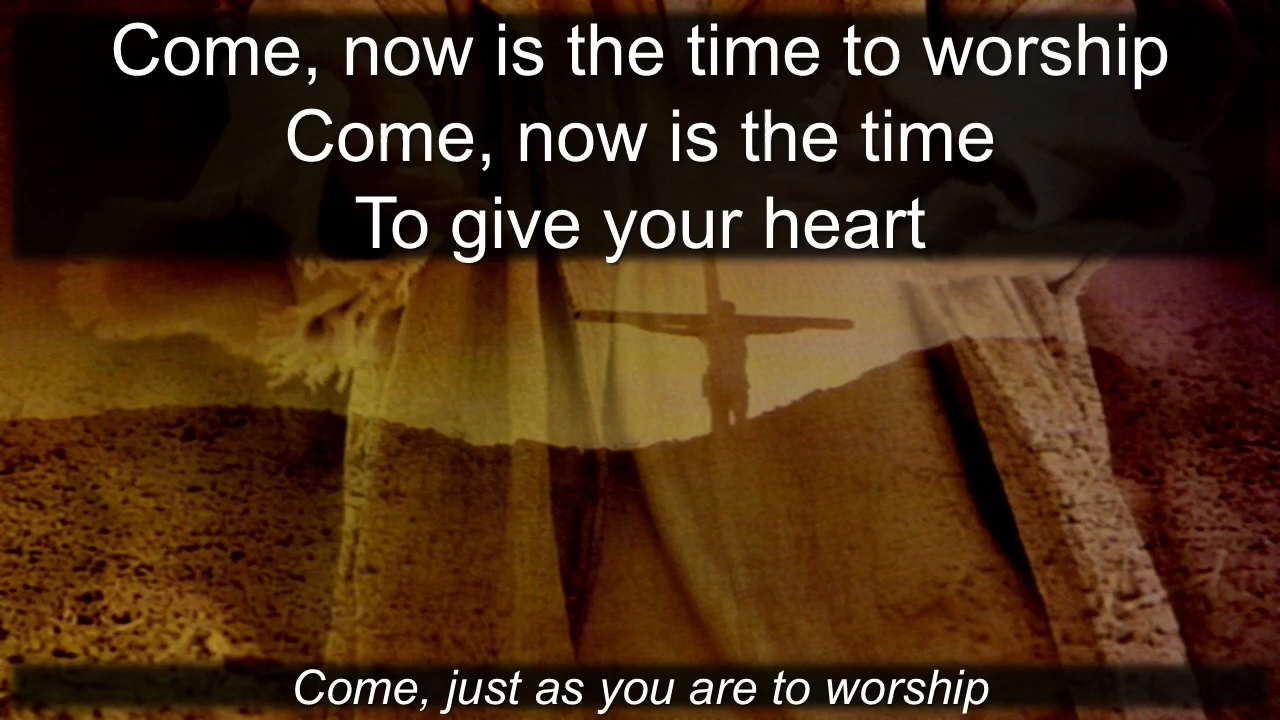 Come, now is the time to worship
Come, now is the time
To give your heart
Come, just as you are to worship